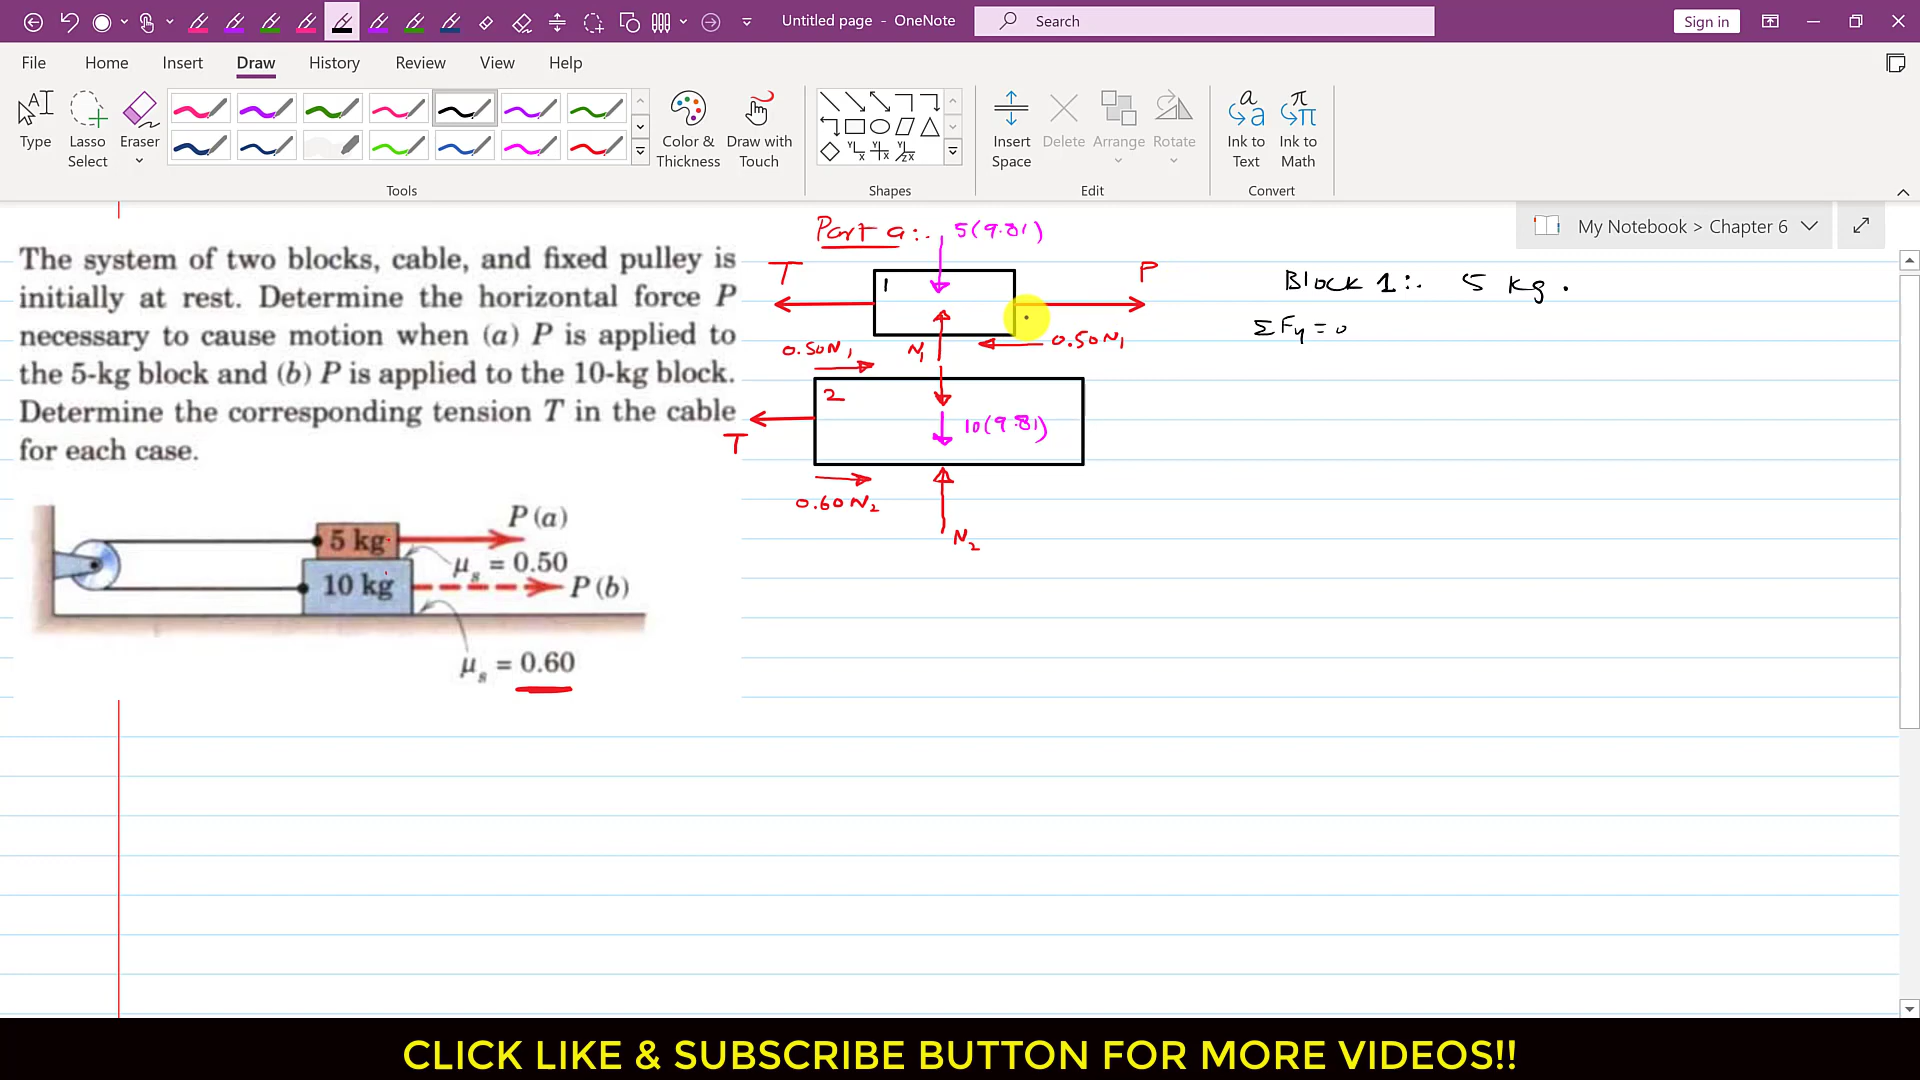 Untitled page - OneNote
Search
Sign in
File Home Insert Draw History Review View Help
Type
Lasso Select
Eraser
Color & Thickness
Draw with Touch
Insert Space
Delete
Arrange
Rotate
Ink to Text
Ink to Math
Tools
Shapes
Edit
Convert
My Notebook > Chapter 6
The system of two blocks, cable, and fixed pulley is
initially at rest. Determine the horizontal force P
necessary to cause motion when (a) P is applied to
the 5-kg block and (b) P is applied to the 10-kg block.
Determine the corresponding tension T in the cable
for each case.
P (a)
5 kg
μs = 0.50
10 kg
P (b)
μs = 0.60
Part a:.
5(9.81)
T
P
1
0.50N1
N1
0.50N1
2
10(9.81)
T
0.60N2
N2
Block 1:. 5 kg.
ΣFy = 0
CLICK LIKE & SUBSCRIBE BUTTON FOR MORE VIDEOS!!